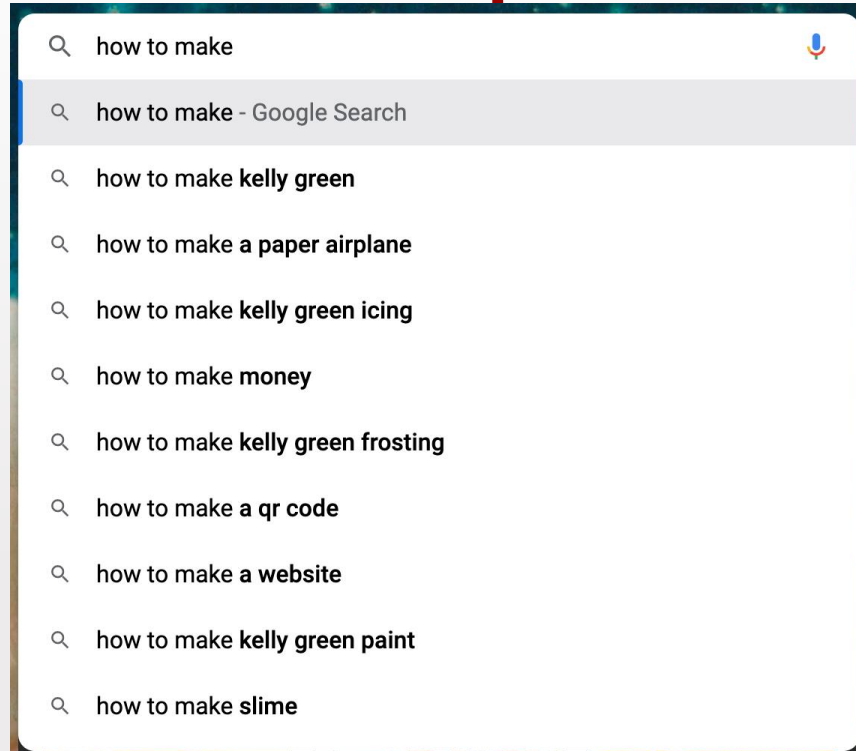 how to make
how to make - Google Search
how to make kelly green
how to make a paper airplane
how to make kelly green icing
how to make money
how to make kelly green frosting
how to make a qr code
how to make a website
how to make kelly green paint
how to make slime